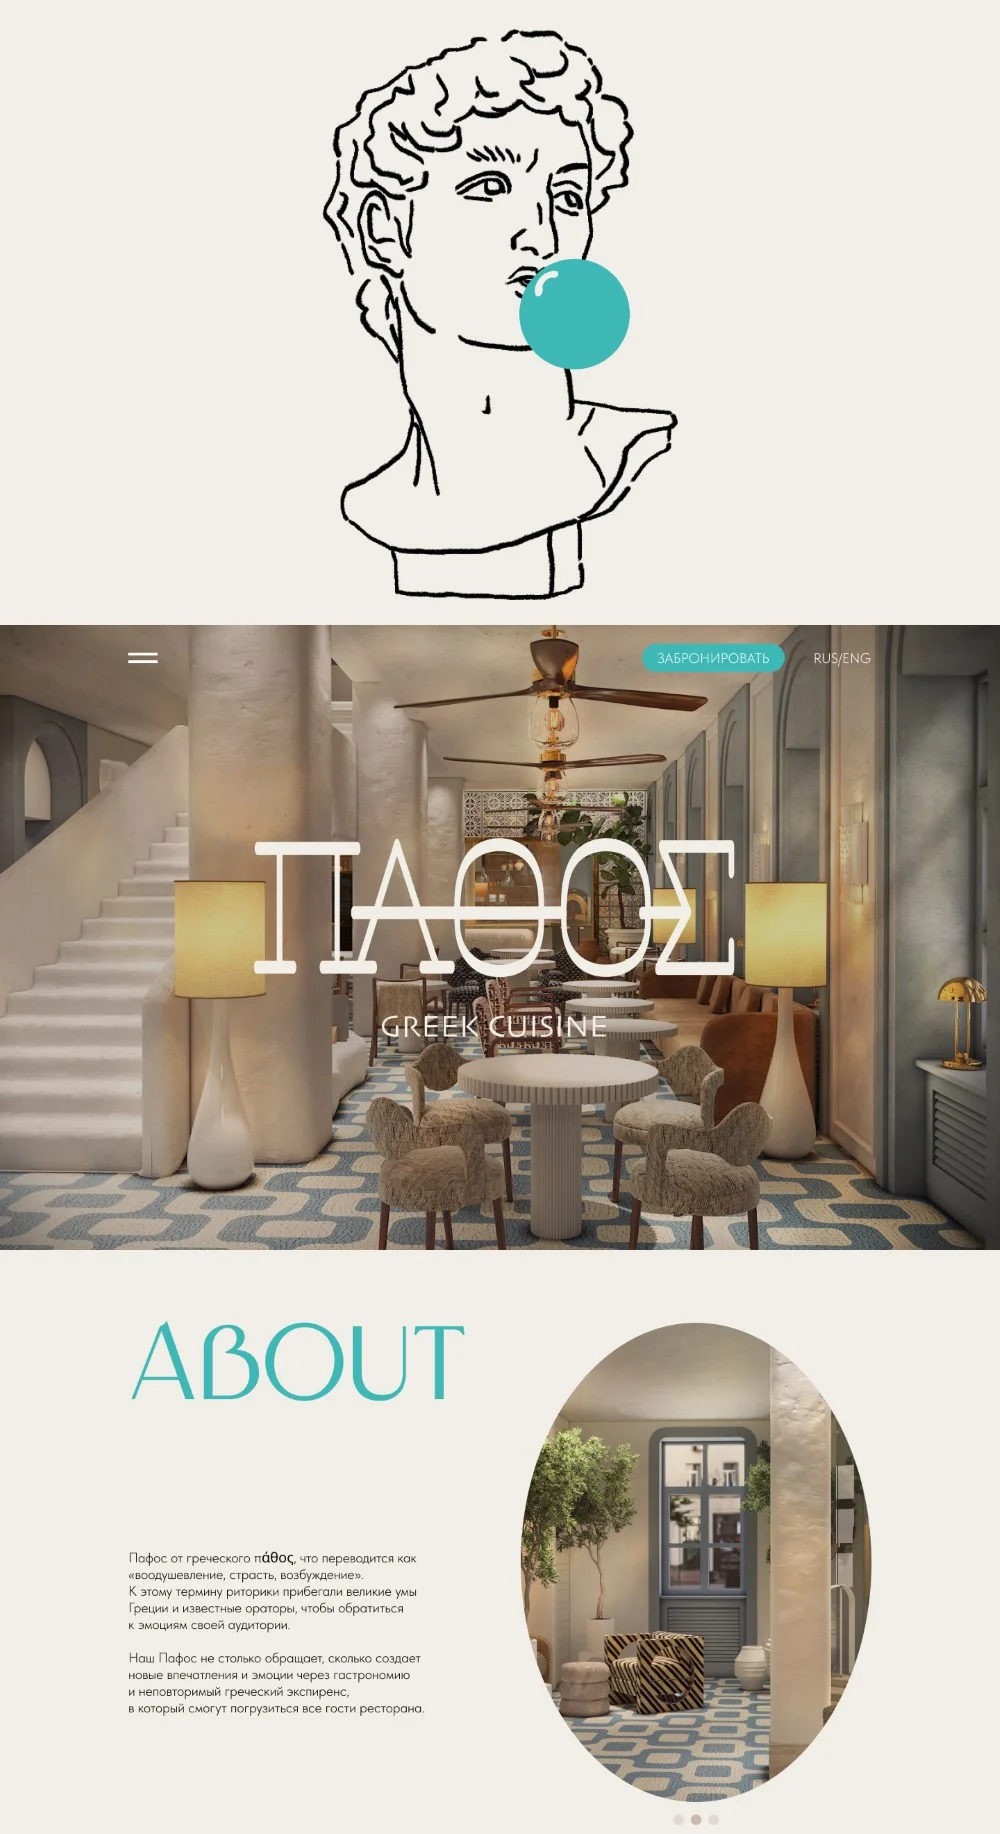 ЗАБРОНИРОВАТЬ
RUS/ENG
ΠΑΘΟΣ
GREEK CUISINE
ABOUT
Пафос от греческого πάθος, что переводится как
«воодушевление, страсть, возбуждение».
К этому термину риторики прибегали великие умы
Греции и известные ораторы, чтобы обратиться
к эмоциям своей аудитории.
Наш Пафос не столько обращает, сколько создает
новые впечатления и эмоции через гастрономию
и неповторимый греческий экспиренс,
в который смогут погрузиться все гости ресторана.